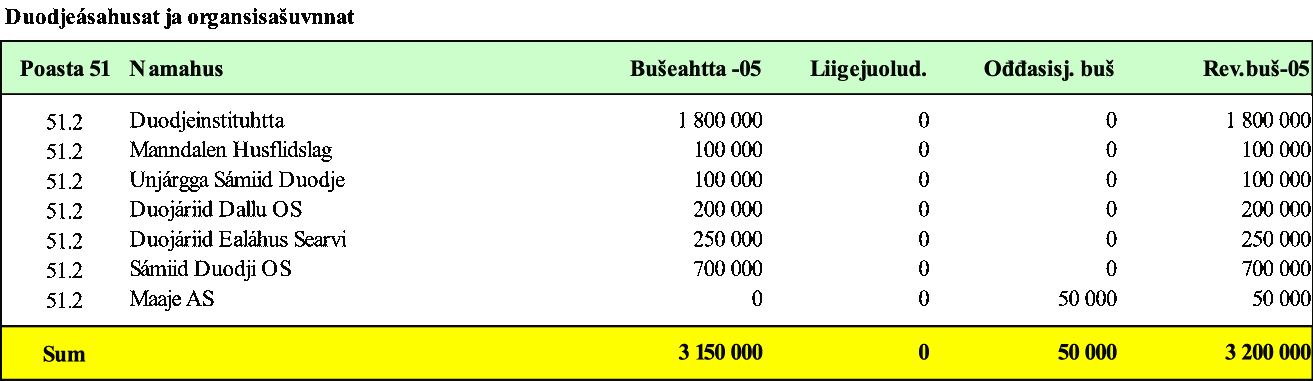 Duodjeásahusat ja organsisašuvnnat
Poasta 51 Namahus Bušeahtta -05 Liigejuolud. Ođđasisj. buš Rev.buš-05
51.2 Duodjeinstituhtta 1 800 000 0 0 1 800 000
51.2 Manndalen Husflidslag 100 000 0 0 100 000
51.2 Unjárgga Sámiid Duodje 100 000 0 0 100 000
51.2 Duojáriid Dallu OS 200 000 0 0 200 000
51.2 Duojáriid Ealáhus Searvi 250 000 0 0 250 000
51.2 Sámiid Duodji OS 700 000 0 0 700 000
51.2 Maaje AS 0 0 50 000 50 000
Sum 3 150 000 0 50 000 3 200 000